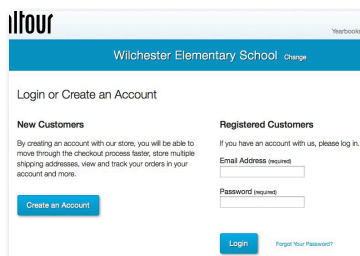 Yearbooks
Wilchester Elementary School Change
Login or Create an Account
New Customers
By creating an account with our store, you will be able to
move through the checkout process faster, store multiple
shipping addresses, view and track your orders in your
account and more.
Create an Account
Registered Customers
If you have an account with us, please log in.
Email Address (required)
Password (required)
Login
Forgot Your Password?